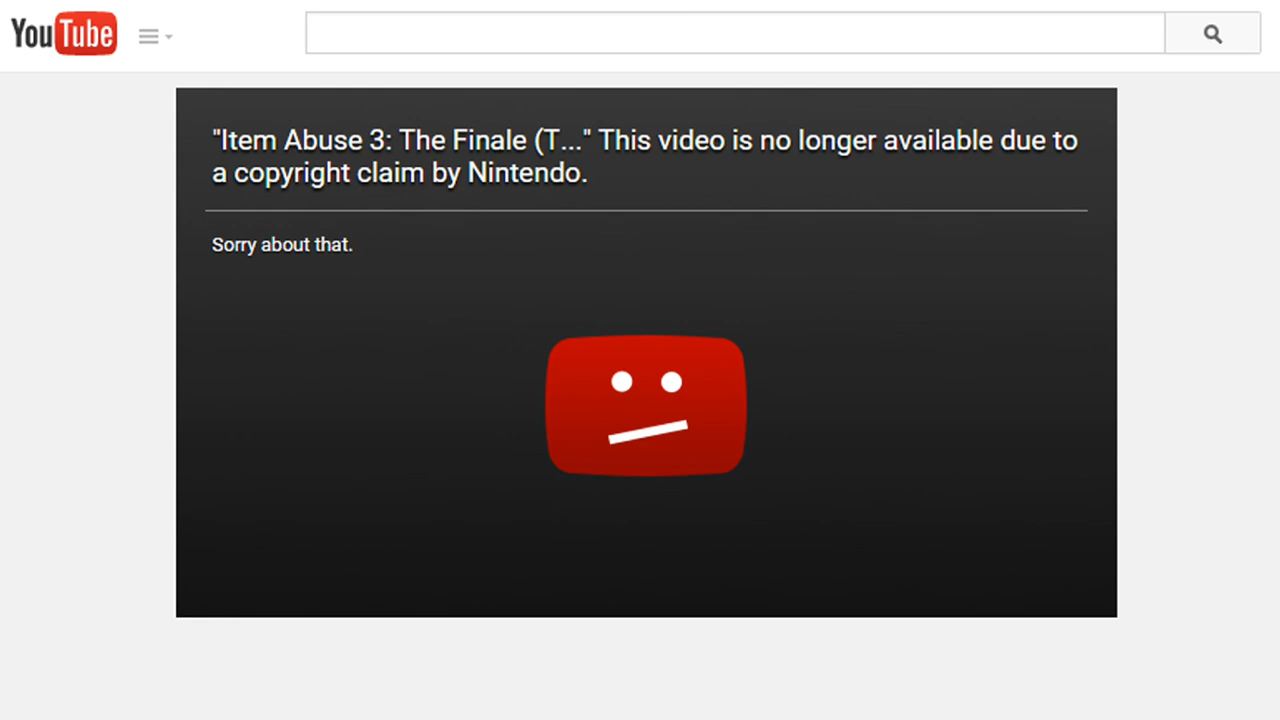 YouTube
"Item Abuse 3: The Finale (T..." This video is no longer available due to
a copyright claim by Nintendo.
Sorry about that.